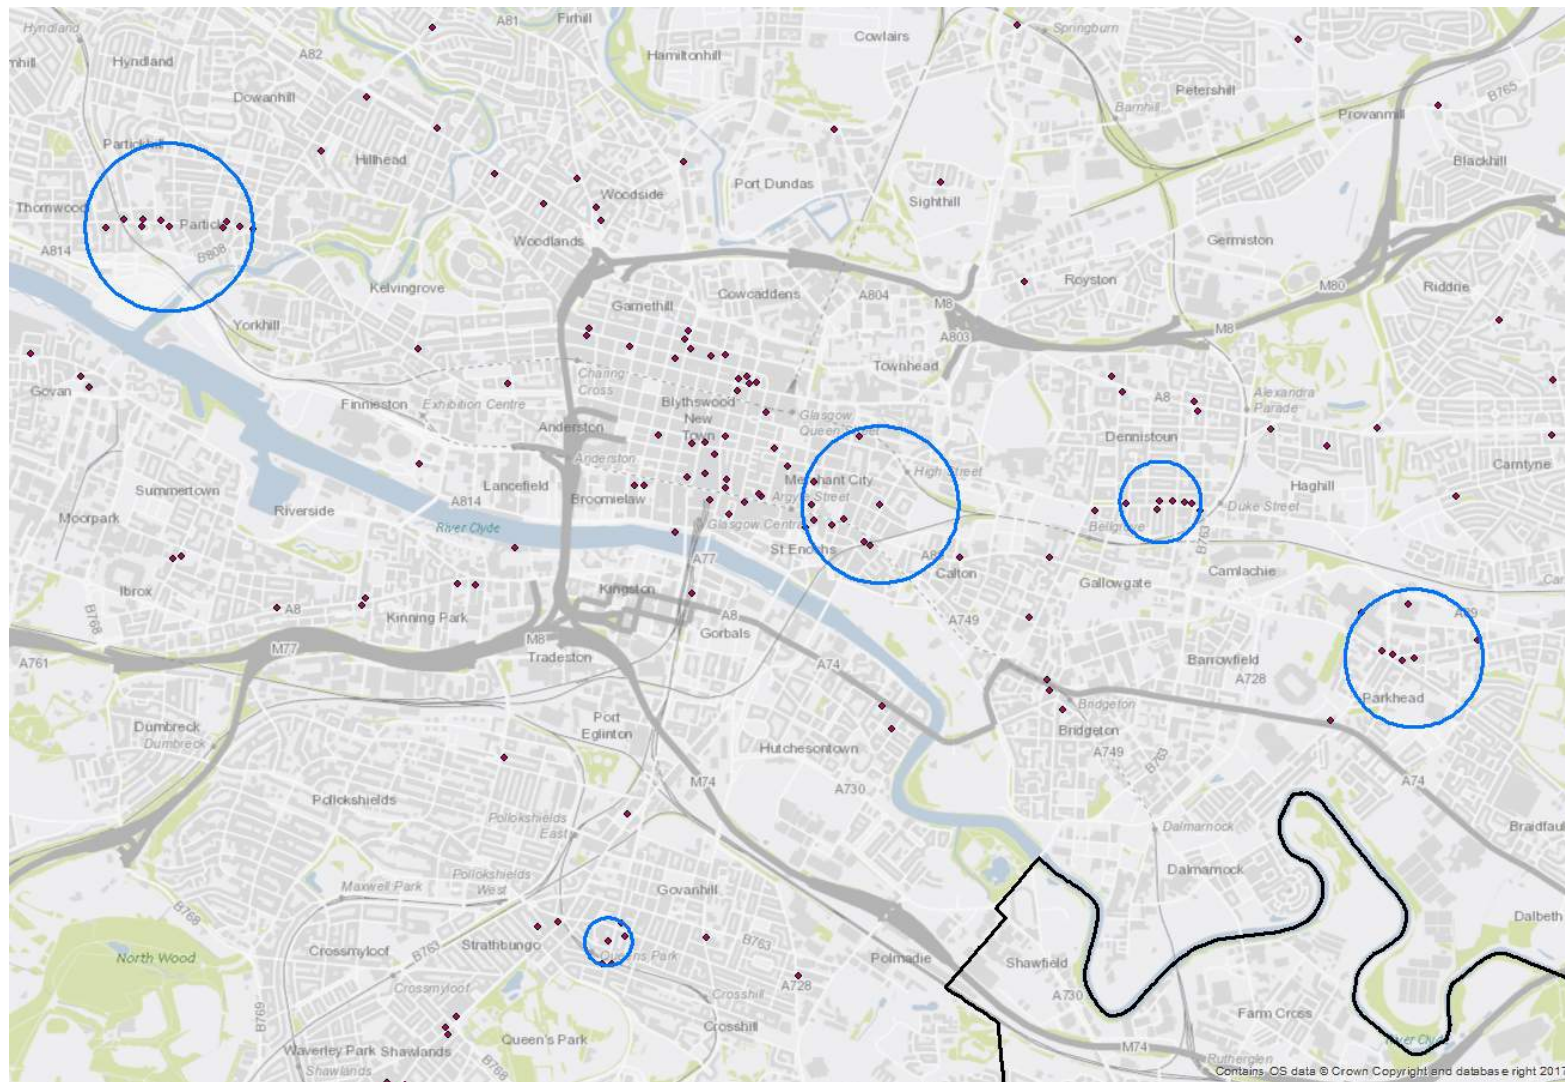 Hyndland
A81
Firhill
Cowlairs
Springburn
mhill
Hyndland
A82
Hamiltonhill
Petershill
B765
Dowanhill
Barnhill
Provanmill
Partickhill
Hillhead
Blackhill
Port Dundas
Woodside
Sighthill
Thornwood
Partick
A814
B808
Woodlands
Germiston
Kelvingrove
Royston
M80
Riddrie
Garnethill
Cowcaddens
A804
M8
Yorkhill
M8
A803
Townhead
Charing
Cross
Govan
Finnieston
Exhibition Centre
Blythswood
New
Town
Glasgow
Queen Street
A8
Alexandra
Parade
Anderston
Dennistoun
Anderston
High Street
Carntyne
Summertown
Lancefield
Broomielaw
Merchant City
Argyle Street
Haghill
A814
Riverside
Duke Street
Moorpark
River Clyde
Glasgow Central
Bellgrove
B763
St Enochs
A77
Calton
Gallowgate
Camlachie
Ibrox
Kingston
B768
A8
Kinning Park
A8
Gorbals
A749
A89
M8
M77
Tradeston
A761
A74
Barrowfield
A728
Parkhead
Port
Eglinton
Dumbreck
Dumbreck
Bridgeton
Bridgeton
Hutchesontown
A749
B763
M74
A74
A730
Pollokshields
Pollokshields
East
Dalmarnock
Braidfau
Dalmarnock
Pollokshields
West
Maxwell Park
Govanhill
B768
Dalbeth
Crossmyloof
B763
Strathbungo
B763
North Wood
Queens Park
Polmadie
Shawfield
Crossmyloof
A728
Crosshill
A730
B769
Farm Cross
Crosshill
Queen's Park
River Clyde
Waverley Park
Shawlands
M74
Rutherglen
Shawlands
B768
Contains OS data © Crown Copyright and database right 2017